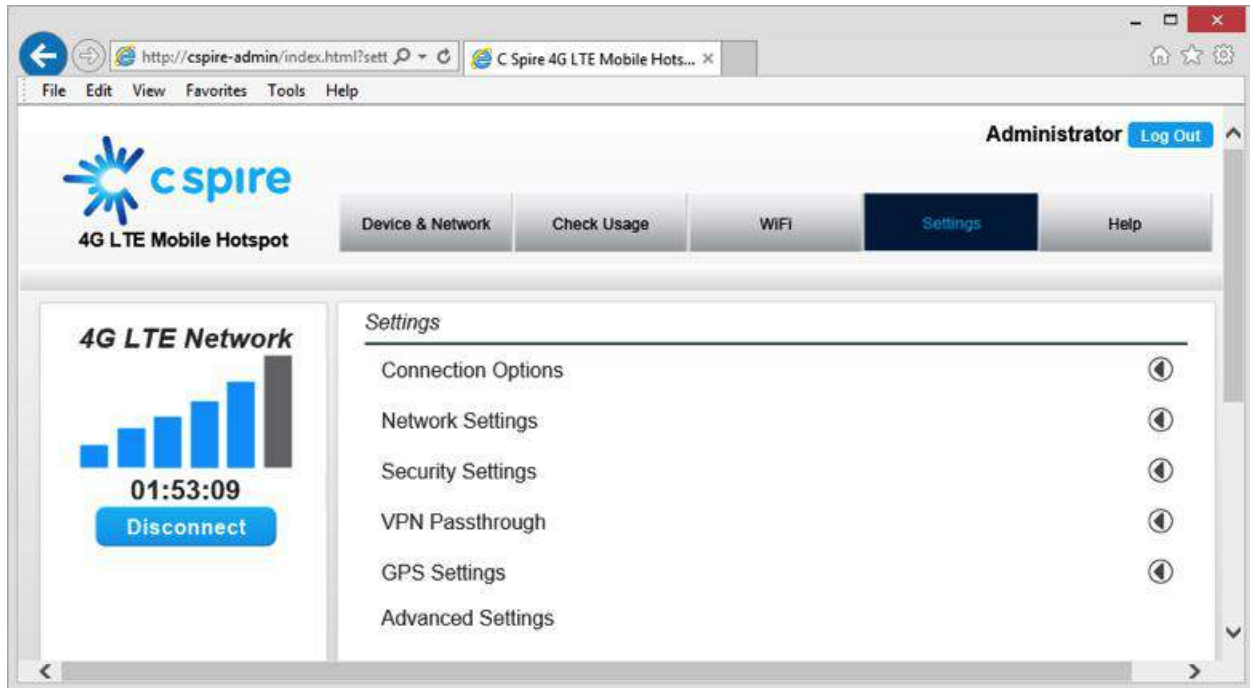 http://cspire-admin/index.html?sett
C Spire 4G LTE Mobile Hots...
File Edit View Favorites Tools Help
Administrator Log Out
c spire
4G LTE Mobile Hotspot
Device & Network Check Usage WiFi Settings Help
4G LTE Network
01:53:09
Disconnect
Settings
Connection Options
Network Settings
Security Settings
VPN Passthrough
GPS Settings
Advanced Settings